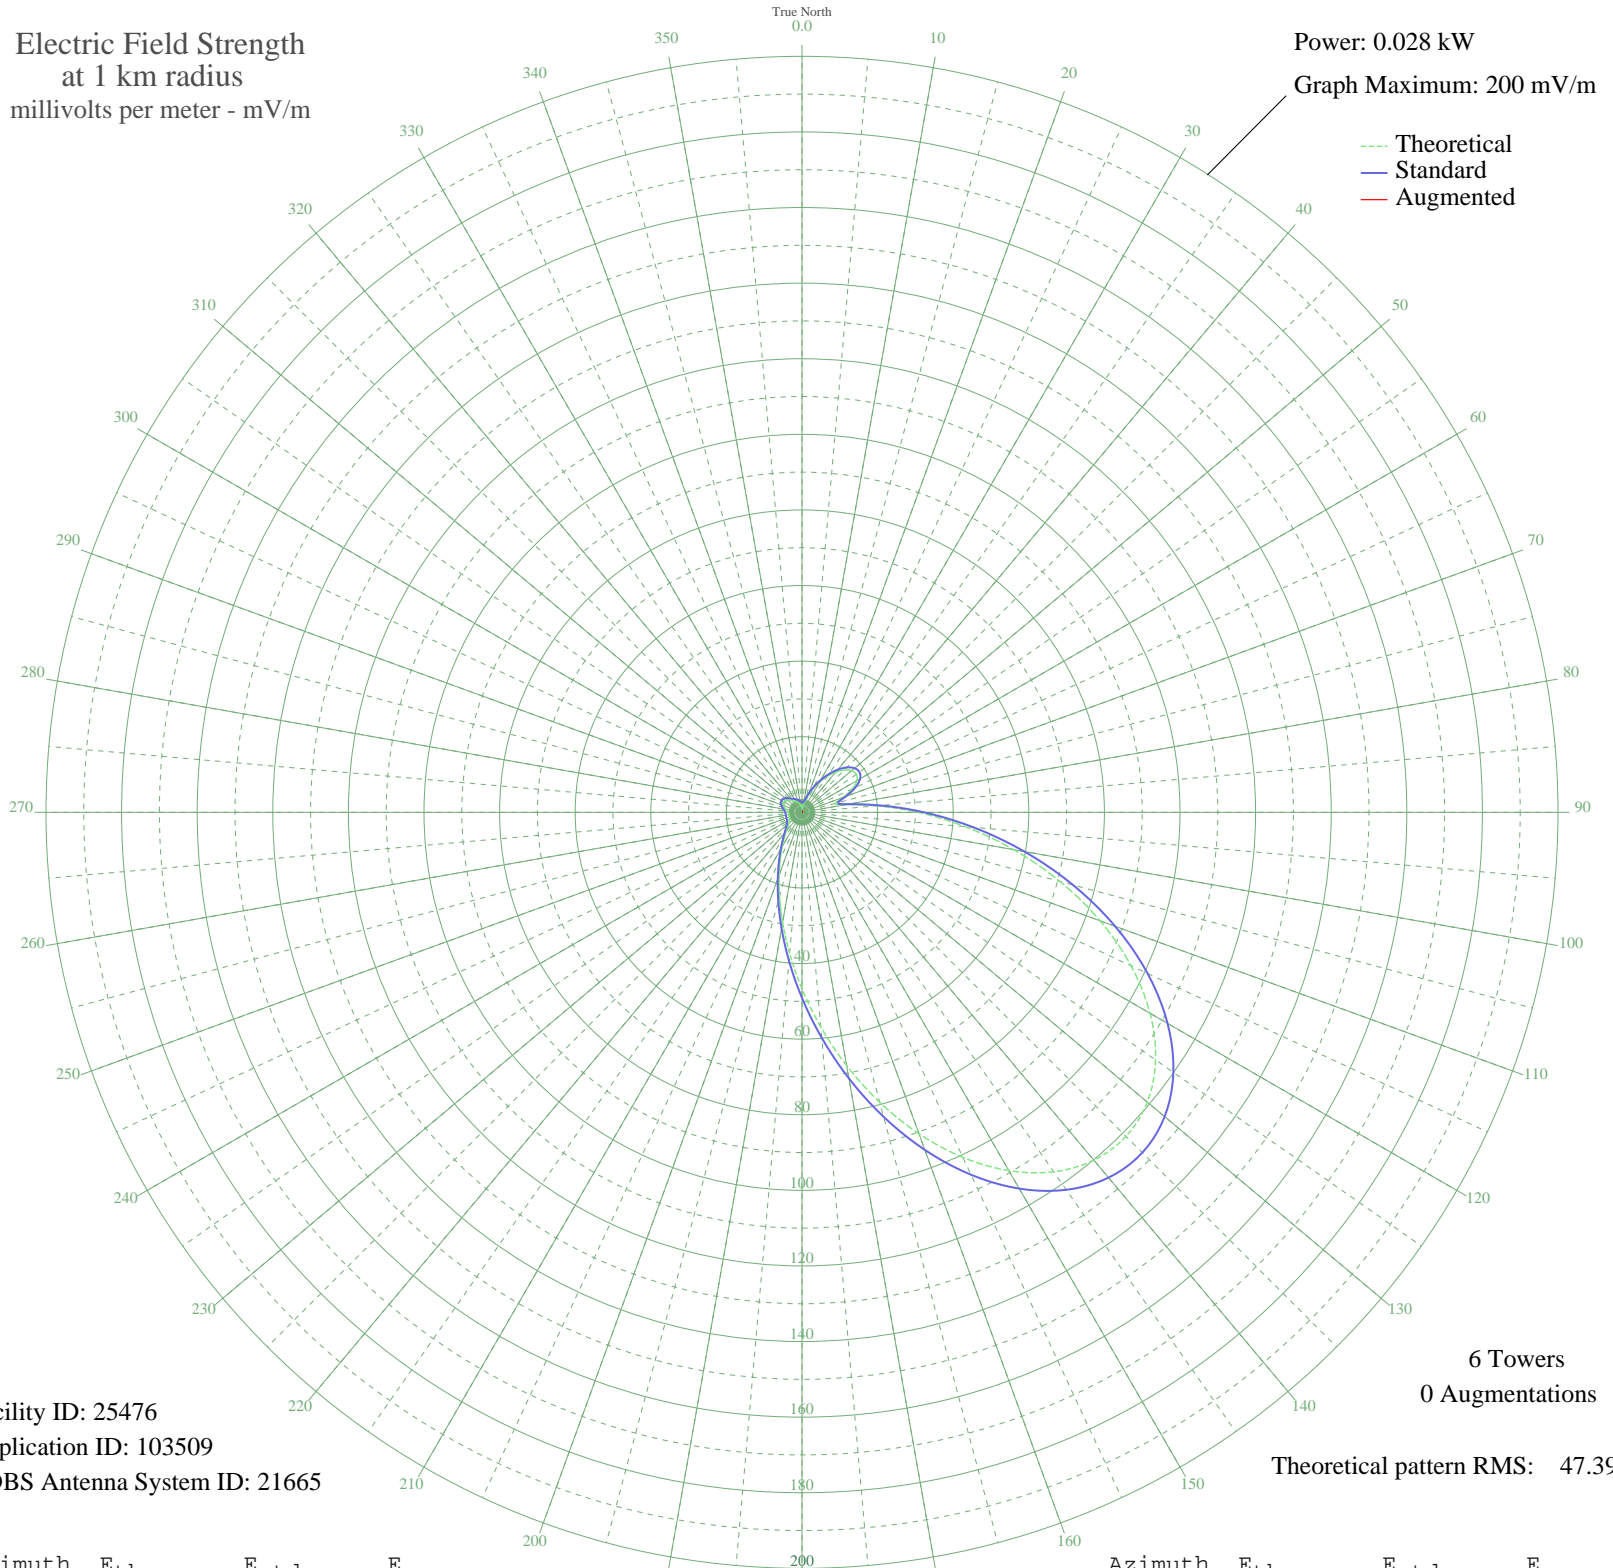 True North
0.0
Electric Field Strength
at 1 km radius
millivolts per meter - mV/m
Power: 0.028 kW
Graph Maximum: 200 mV/m
Theoretical
Standard
Augmented
350
10
340
20
330
30
320
40
310
50
300
60
290
70
280
80
270
90
260
100
250
110
240
120
230
130
220
140
210
150
200
160
40
60
80
100
120
140
160
180
200
6 Towers
0 Augmentations
Theoretical pattern RMS: 47.39
cility ID: 25476
plication ID: 103509
DBS Antenna System ID: 21665
imuth E E E
Azimuth E E E